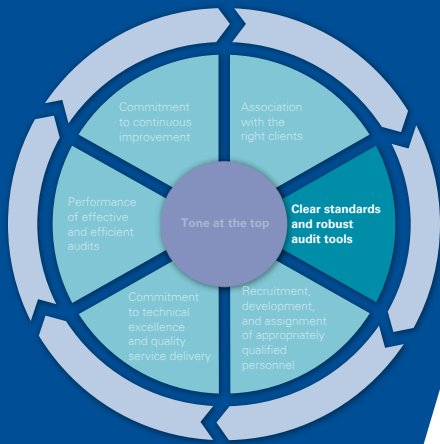 Commitment
to continuous
improvement
Association
with the
right clients
Performance
of effective
and efficient
audits
Tone at the top
Clear standards
and robust
audit tools
Commitment
to technical
excellence
and quality
service delivery
Recruitment,
development,
and assignment
of appropriately
qualified
personnel